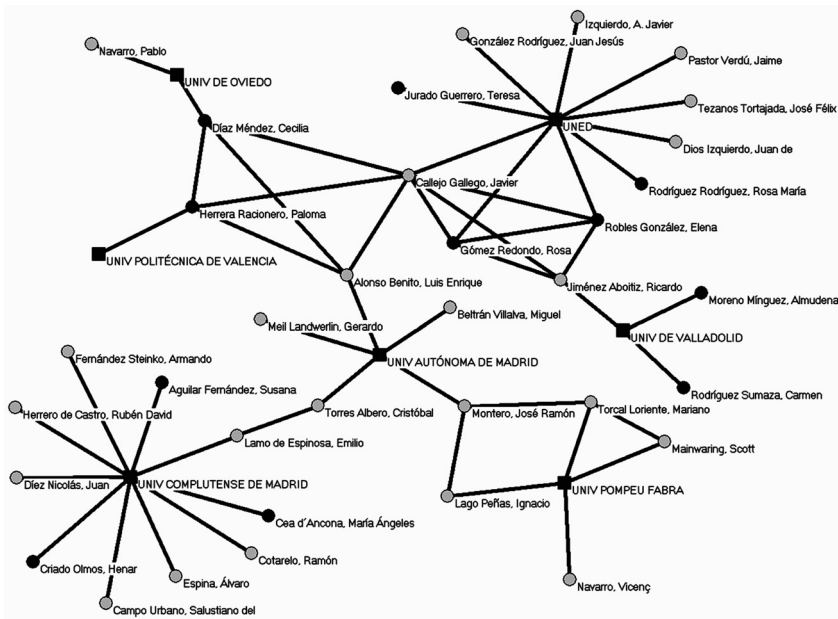 Izquierdo, A. Javier
González Rodríguez, Juan Jesús
Navarro, Pablo
Pastor Verdú, Jaime
UNIV DE OVIEDO
Jurado Guerrero, Teresa
Tezanos Tortajada, José Félix
Díaz Méndez, Cecilia
UNED
Dios Izquierdo, Juan de
Callejo Gallego, Javier
Rodríguez Rodríguez, Rosa María
Herrera Racionero, Paloma
Robles González, Elena
Gómez Redondo, Rosa
UNIV POLITÉCNICA DE VALENCIA
Alonso Benito, Luis Enrique
Jiménez Aboitiz, Ricardo
Moreno Mínguez, Almudena
Beltrán Villalva, Miguel
Meil Landwerlin, Gerardo
UNIV DE VALLADOLID
Fernández Steinko, Armando
UNIV AUTÓNOMA DE MADRID
Aguilar Fernández, Susana
Rodríguez Sumaza, Carmen
Herrero de Castro, Rubén David
Torres Albero, Cristóbal
Montero, José Ramón
Torcal Loriente, Mariano
Lamo de Espinosa, Emilio
Mainwaring, Scott
Díez Nicolás, Juan
UNIV COMPLUTENSE DE MADRID
UNIV POMPEU FABRA
Lago Peñas, Ignacio
Cea d'Ancona, María Ángeles
Cotarelo, Ramón
Criado Olmos, Henar
Espina, Álvaro
Navarro, Vicenç
Campo Urbano, Salustiano del